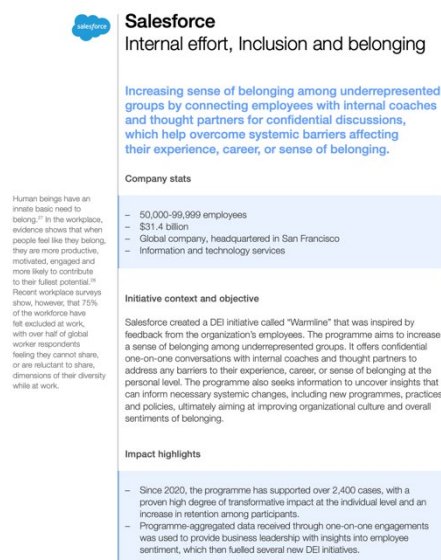 salesforce
Salesforce
Internal effort, Inclusion and belonging
Increasing sense of belonging among underrepresented
groups by connecting employees with internal coaches
and thought partners for confidential discussions,
which help overcome systemic barriers affecting
their experience, career, or sense of belonging.
Company stats
– 50,000-99,999 employees
– $31.4 billion
– Global company, headquartered in San Francisco
– Information and technology services
Human beings have an
innate basic need to
belong.27 In the workplace,
evidence shows that when
people feel like they belong,
they are more productive,
motivated, engaged and
more likely to contribute
to their fullest potential.28
Recent workplace surveys
show, however, that 75%
of the workforce have
felt excluded at work,
with over half of global
worker respondents
feeling they cannot share,
or are reluctant to share,
dimensions of their diversity
while at work.
Initiative context and objective
Salesforce created a DEI initiative called “Warmline” that was inspired by
feedback from the organization’s employees. The programme aims to increase
a sense of belonging among underrepresented groups. It offers confidential
one-on-one conversations with internal coaches and thought partners to
address any barriers to their experience, career, or sense of belonging at the
personal level. The programme also seeks information to uncover insights that
can inform necessary systemic changes, including new programmes, practices
and policies, ultimately aiming at improving organizational culture and overall
sentiments of belonging.
Impact highlights
– Since 2020, the programme has supported over 2,400 cases, with a
proven high degree of transformative impact at the individual level and an
increase in retention among participants.
– Programme-aggregated data received through one-on-one engagements
was used to provide business leadership with insights into employee
sentiment, which then fuelled several new DEI initiatives.